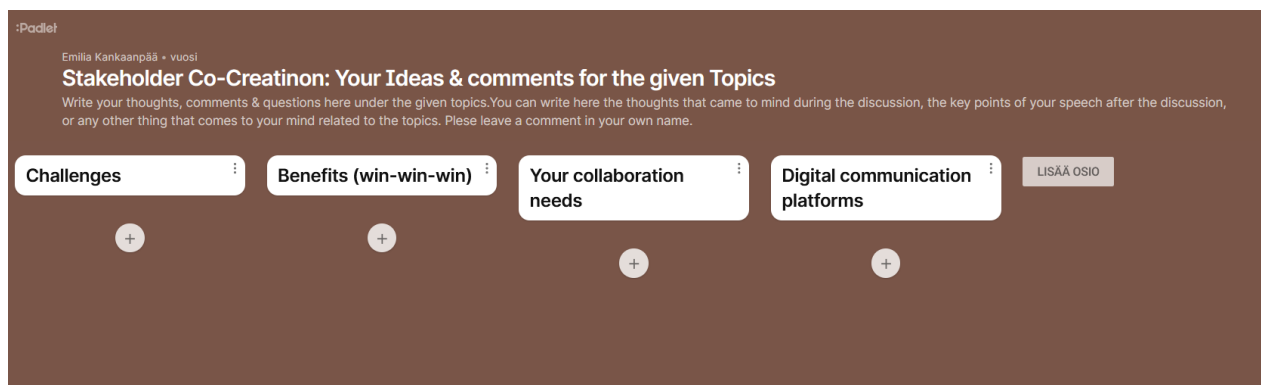 :Padlet
Emilia Kankaanpää • vuosi
Stakeholder Co-Creatinon: Your Ideas & comments for the given Topics
Write your thoughts, comments & questions here under the given topics.You can write here the thoughts that came to mind during the discussion, the key points of your speech after the discussion,
or any other thing that comes to your mind related to the topics. Plese leave a comment in your own name.
Challenges
Benefits (win-win-win)
Your collaboration
needs
Digital communication
platforms
LISÄÄ OSIO